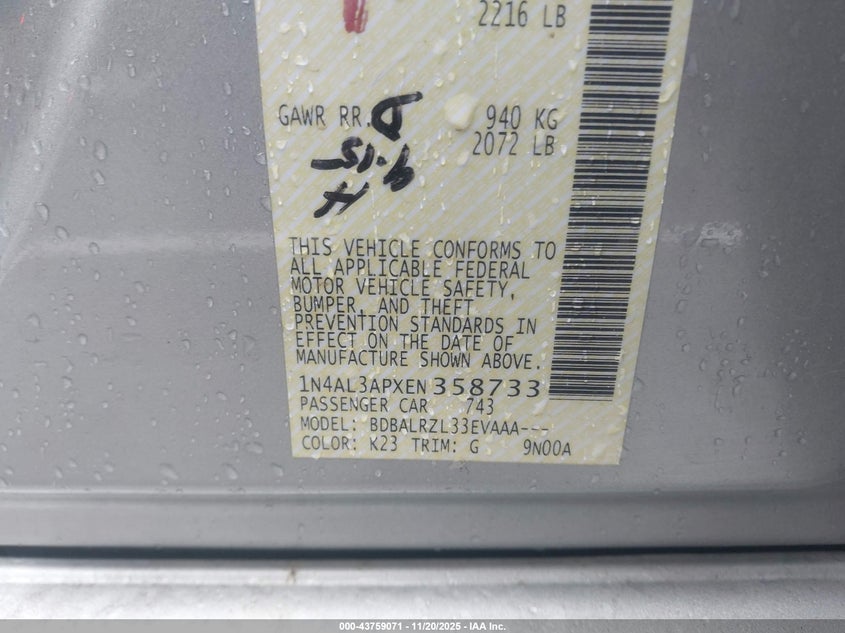 2216 LB
GAWR RR. 940 KG
2072 LB
THIS VEHICLE CONFORMS TO
ALL APPLICABLE FEDERAL
MOTOR VEHICLE SAFETY,
BUMPER, AND THEFT
PREVENTION STANDARDS IN
EFFECT ON THE DATE OF
MANUFACTURE SHOWN ABOVE.
1N4AL3APXEN358733
PASSENGER CAR 743
MODEL: BDBALRZL33EVAAA---
COLOR: K23 TRIM: G 9N00A
000-43759071 - 11/20/2025 - IAA Inc.